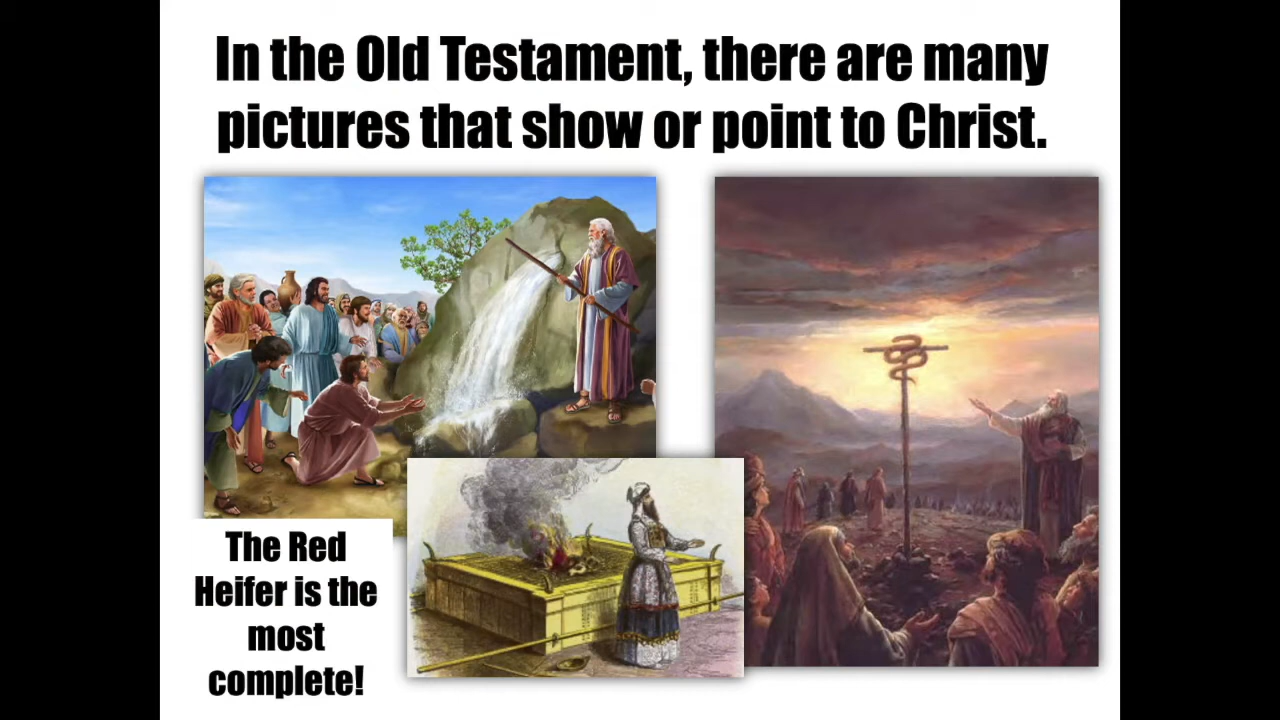 In the Old Testament, there are many
pictures that show or point to Christ.
The Red
Heifer is the
most
complete!